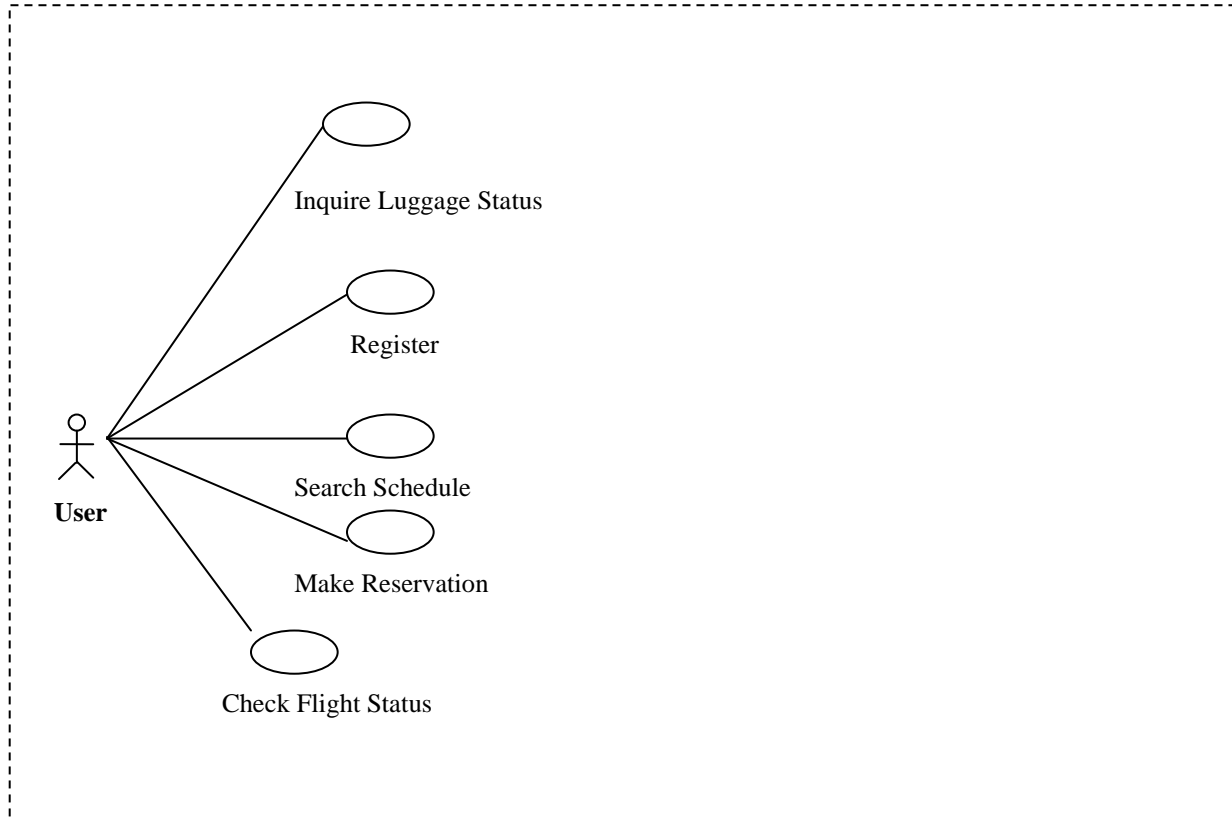 Inquire Luggage Status
Register
Search Schedule
User
Make Reservation
Check Flight Status